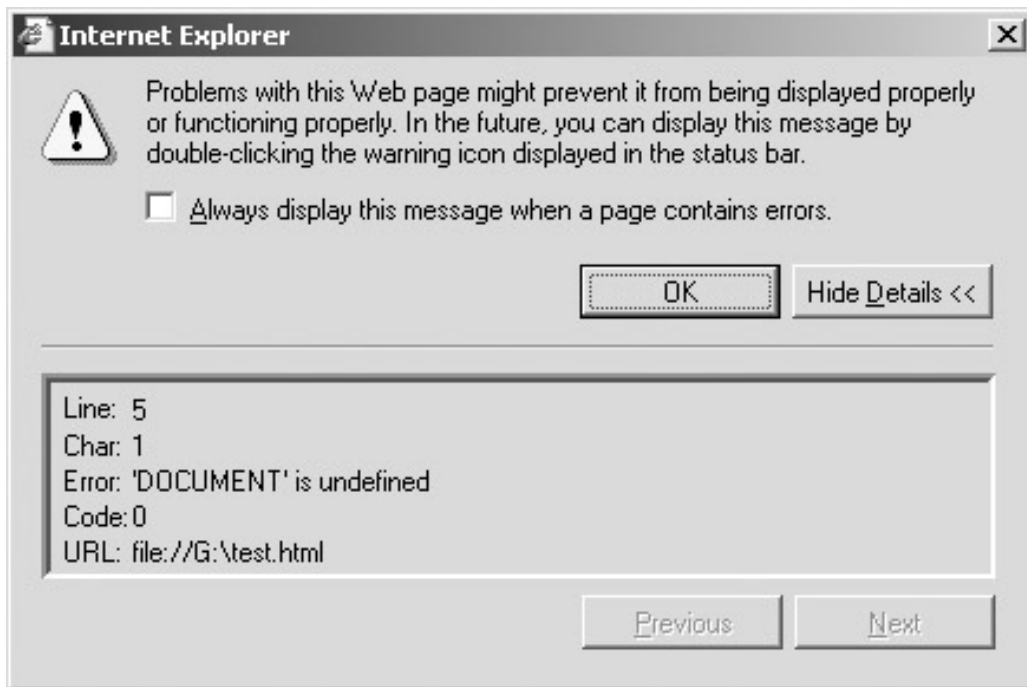 Internet Explorer
Problems with this Web page might prevent it from being displayed properly
or functioning properly. In the future, you can display this message by
double-clicking the warning icon displayed in the status bar.
Always display this message when a page contains errors.
OK
Hide Details <<
Line: 5
Char: 1
Error: 'DOCUMENT' is undefined
Code: 0
URL: file://G:\test.html
Previous
Next